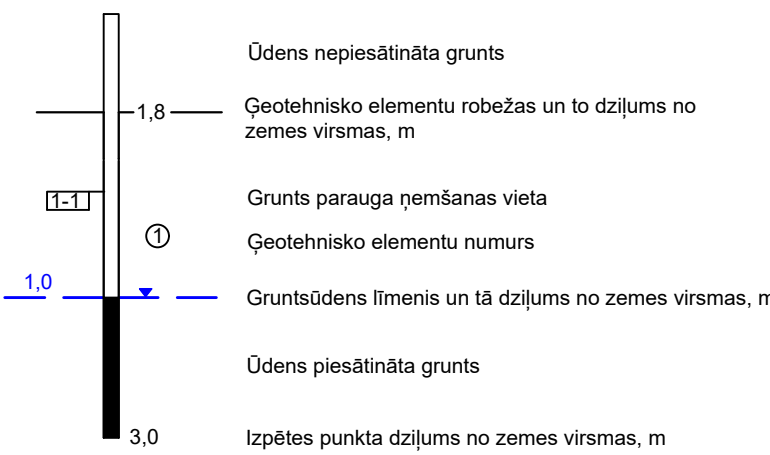 Ūdens nepiesātināta grunts
1,8
Ģeotehnisko elementu robežas un to dziļums no
zemes virsmas, m
1-1
Grunts parauga ņemšanas vieta
1
Ģeotehnisko elementu numurs
1,0
Gruntsūdens līmenis un tā dziļums no zemes virsmas, m
Ūdens piesātināta grunts
3,0
Izpētes punkta dziļums no zemes virsmas, m